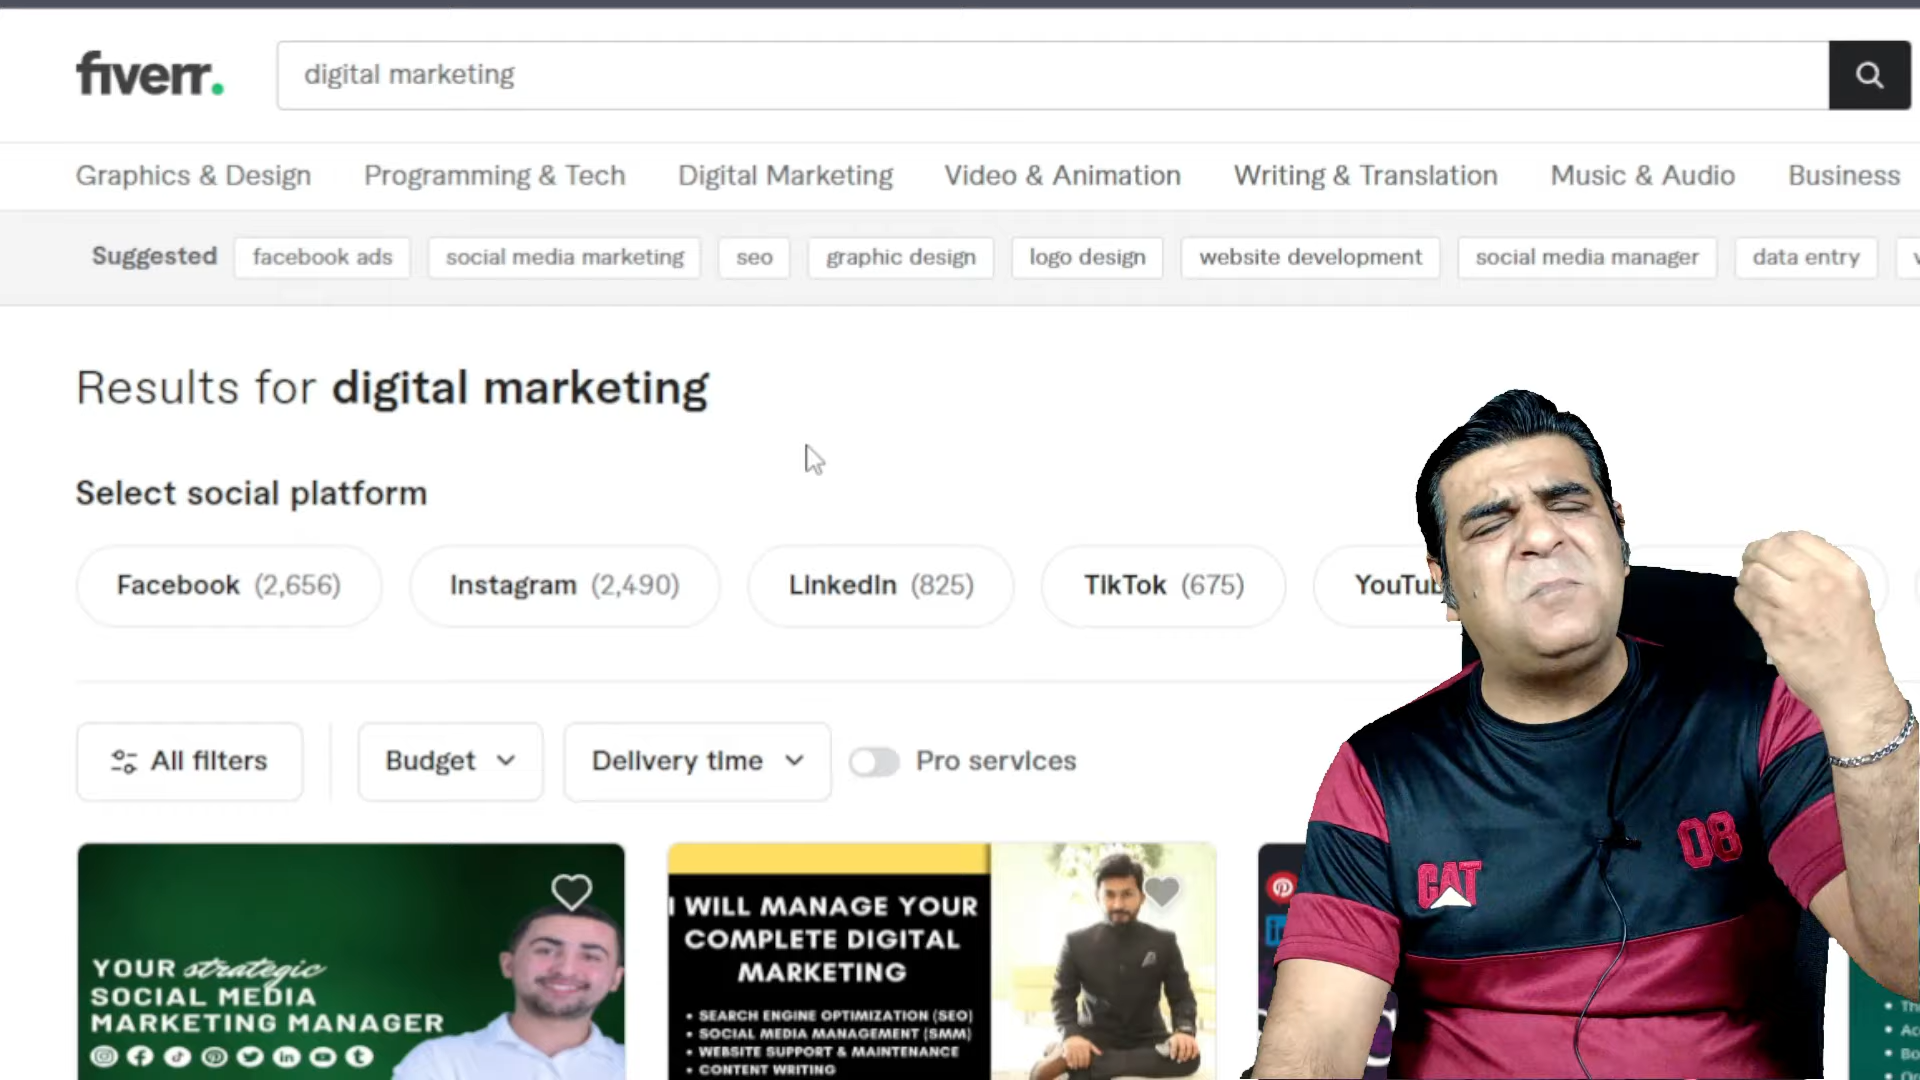 fiverr.
digital marketing
Graphics & Design
Programming & Tech
Digital Marketing
Video & Animation
Writing & Translation
Music & Audio
Business
Suggested
facebook ads
social media marketing
seo
graphic design
logo design
website development
social media manager
data entry
Results for digital marketing
Select social platform
Facebook (2,656)
Instagram (2,490)
LinkedIn (825)
TikTok (675)
YouTub
All filters
Budget
Delivery time
Pro services
YOUR strategic
SOCIAL MEDIA
MARKETING MANAGER
I WILL MANAGE YOUR
COMPLETE DIGITAL
MARKETING
• SEARCH ENGINE OPTIMIZATION (SEO)
• SOCIAL MEDIA MANAGEMENT (SMM)
• WEBSITE SUPPORT & MAINTENANCE
• CONTENT WRITING
CAT
08